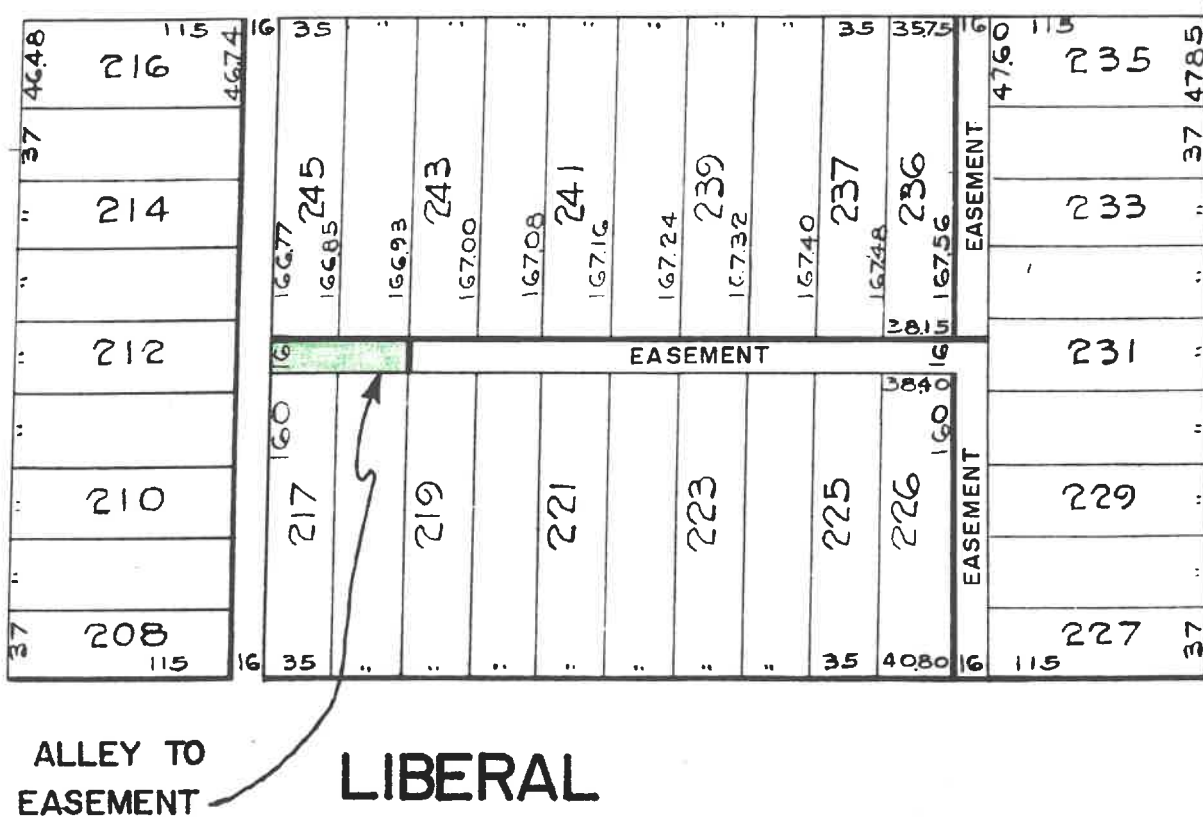 46.48 115 16 35 " " " " " " " 35 35.75 16 47.60 115 47.85
216 46.74 235
37 37
EASEMENT
214 245 243 241 239 237 236 233
" "
166.77 166.85 166.93 167.00 167.08 167.16 167.24 167.32 167.40 167.48 167.56
" "
38.15
" 212 16 EASEMENT 16 231 "
38.40
" 160 160 "
210 217 219 221 223 225 226 229
" "
EASEMENT
" "
37 208 227 37
115 16 35 " " " " " " " 35 40.80 16 115
ALLEY TO
EASEMENT
LIBERAL